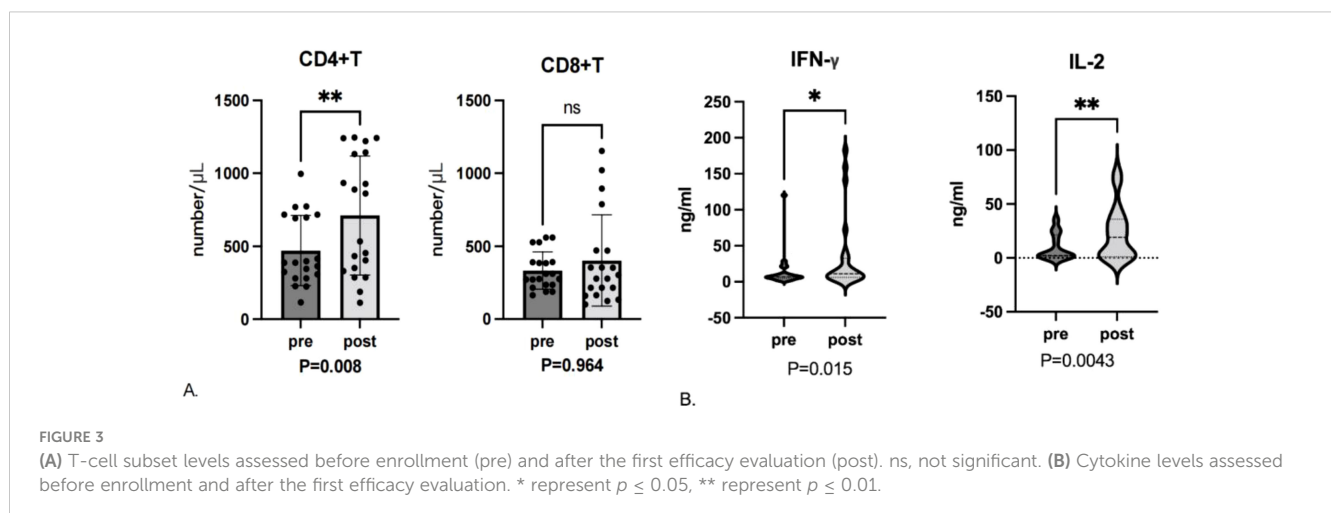 CD4+T
**
number/μL
1500
1000
500
0
pre post
P=0.008
A.
CD8+T
ns
number/μL
1500
1000
500
0
pre post
P=0.964
IFN-γ
*
ng/ml
250
200
150
100
50
0
-50
pre post
P=0.015
B.
IL-2
**
ng/ml
150
100
50
0
-50
pre post
P=0.0043
FIGURE 3
(A) T-cell subset levels assessed before enrollment (pre) and after the first efficacy evaluation (post). ns, not significant. (B) Cytokine levels assessed
before enrollment and after the first efficacy evaluation. * represent p ≤ 0.05, ** represent p ≤ 0.01.